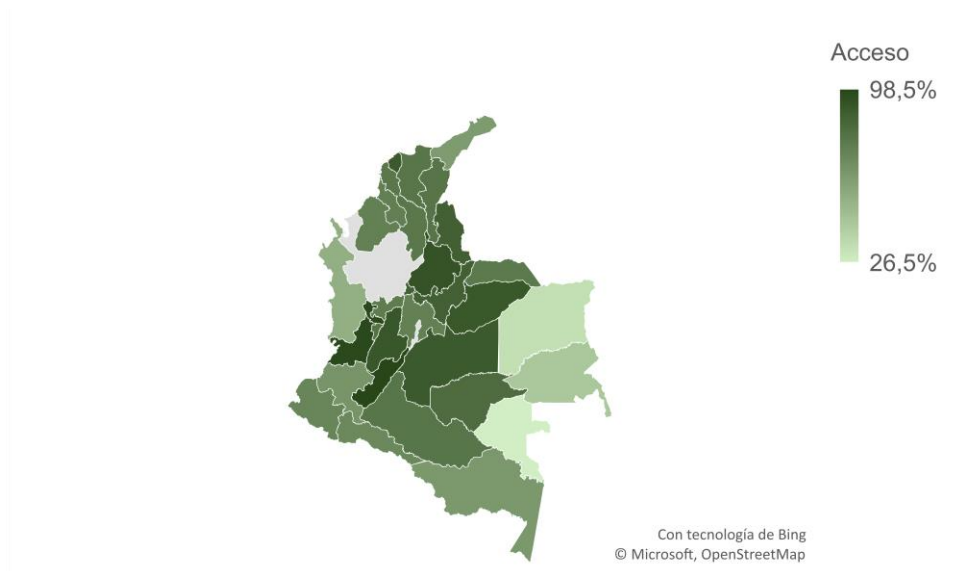 Acceso
98,5%
26,5%
Con tecnología de Bing
© Microsoft, OpenStreetMap